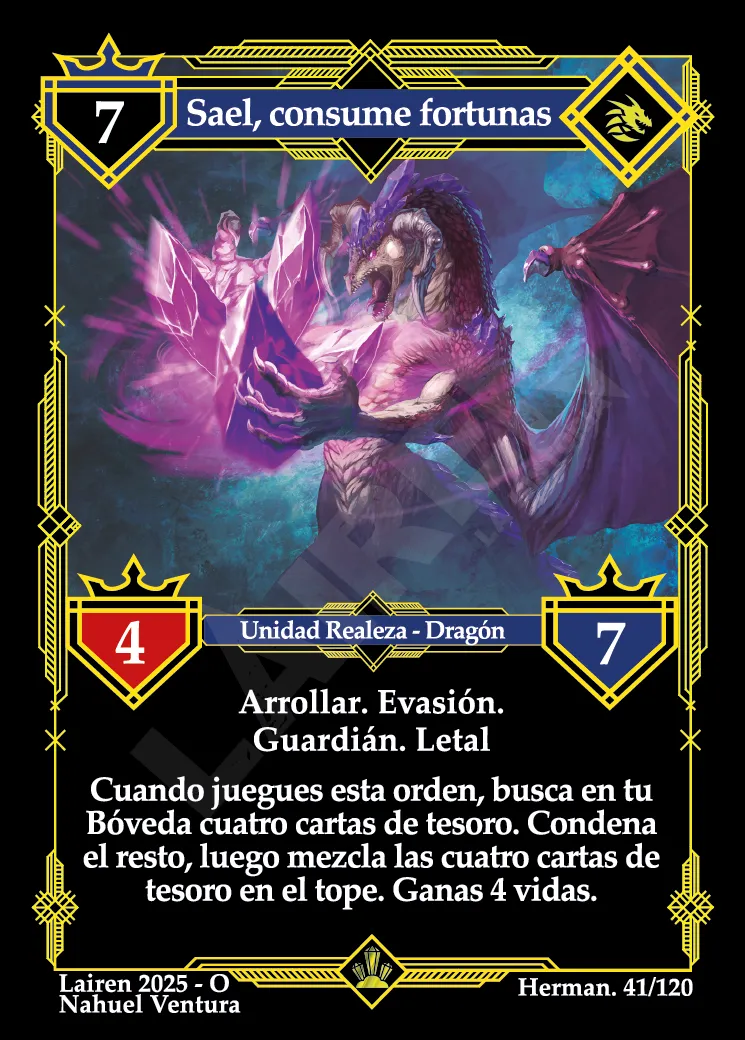 7
Sael, consume fortunas
4
Unidad Realeza - Dragón
7
Arrollar. Evasión.
Guardián. Letal
Cuando juegues esta orden, busca en tu
Bóveda cuatro cartas de tesoro. Condena
el resto, luego mezcla las cuatro cartas de
tesoro en el tope. Ganas 4 vidas.
Lairen 2025 - O
Nahuel Ventura
Herman. 41/120
LAIREN